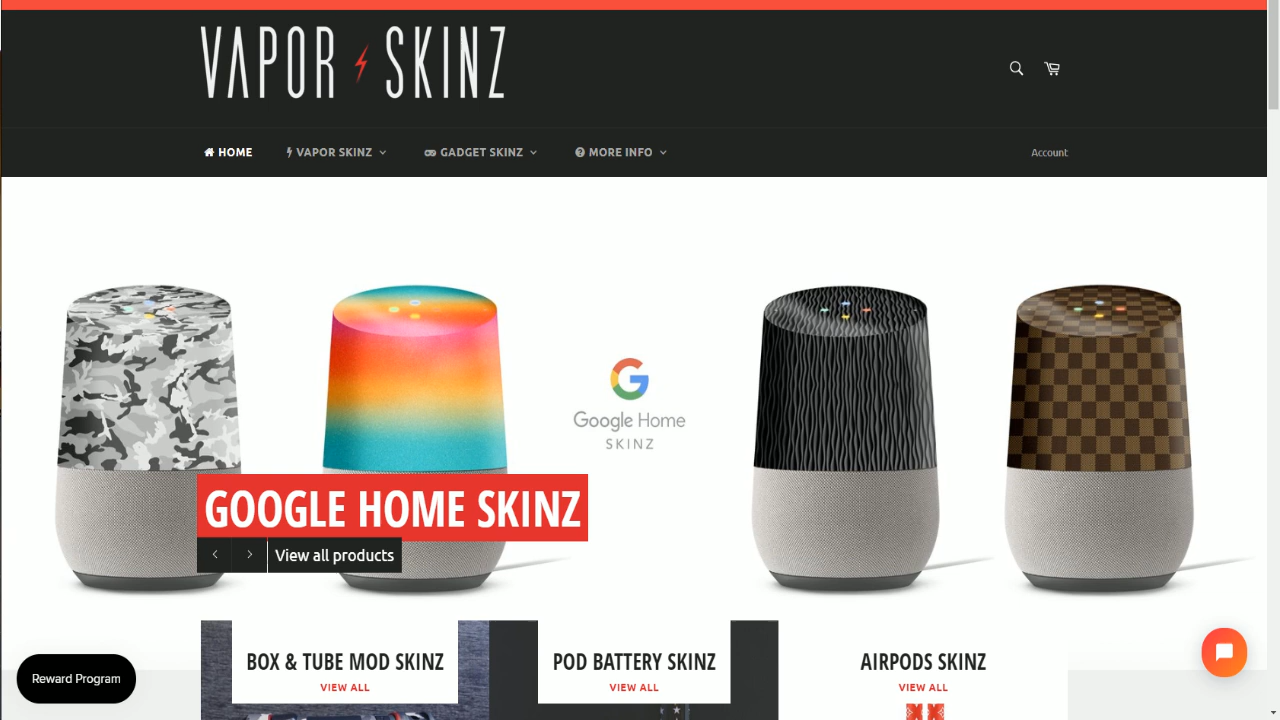 VAPOR SKINZ
HOME
VAPOR SKINZ
GADGET SKINZ
MORE INFO
Account
Google Home
SKINZ
GOOGLE HOME SKINZ
View all products
BOX & TUBE MOD SKINZ
VIEW ALL
POD BATTERY SKINZ
VIEW ALL
AIRPODS SKINZ
VIEW ALL
Reward Program